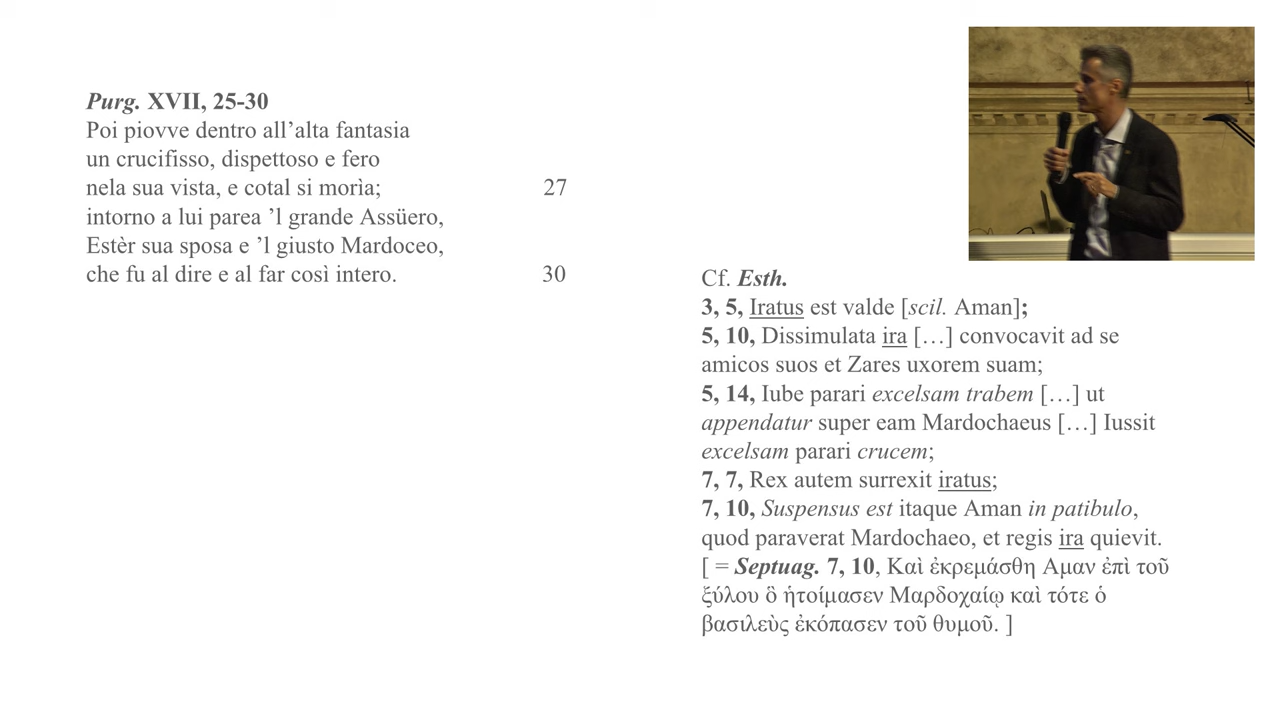 Purg. XVII, 25-30
Poi piovve dentro all’alta fantasia
un crucifisso, dispettoso e fero
nela sua vista, e cotal si morìa; 27
intorno a lui parea ’l grande Assüero,
Estèr sua sposa e ’l giusto Mardoceo,
che fu al dire e al far così intero. 30
Cf. Esth.
3, 5, Iratus est valde [scil. Aman];
5, 10, Dissimulata ira […] convocavit ad se
amicos suos et Zares uxorem suam;
5, 14, Iube parari excelsam trabem […] ut
appendatur super eam Mardochaeus […] Iussit
excelsam parari crucem;
7, 7, Rex autem surrexit iratus;
7, 10, Suspensus est itaque Aman in patibulo,
quod paraverat Mardochaeo, et regis ira quievit.
[ = Septuag. 7, 10, Καὶ ἐκρεμάσθη Αμαν ἐπὶ τοῦ
ξύλου ὃ ἡτοίμασεν Μαρδοχαίῳ καὶ τότε ὁ
βασιλεὺς ἐκόπασεν τοῦ θυμοῦ. ]